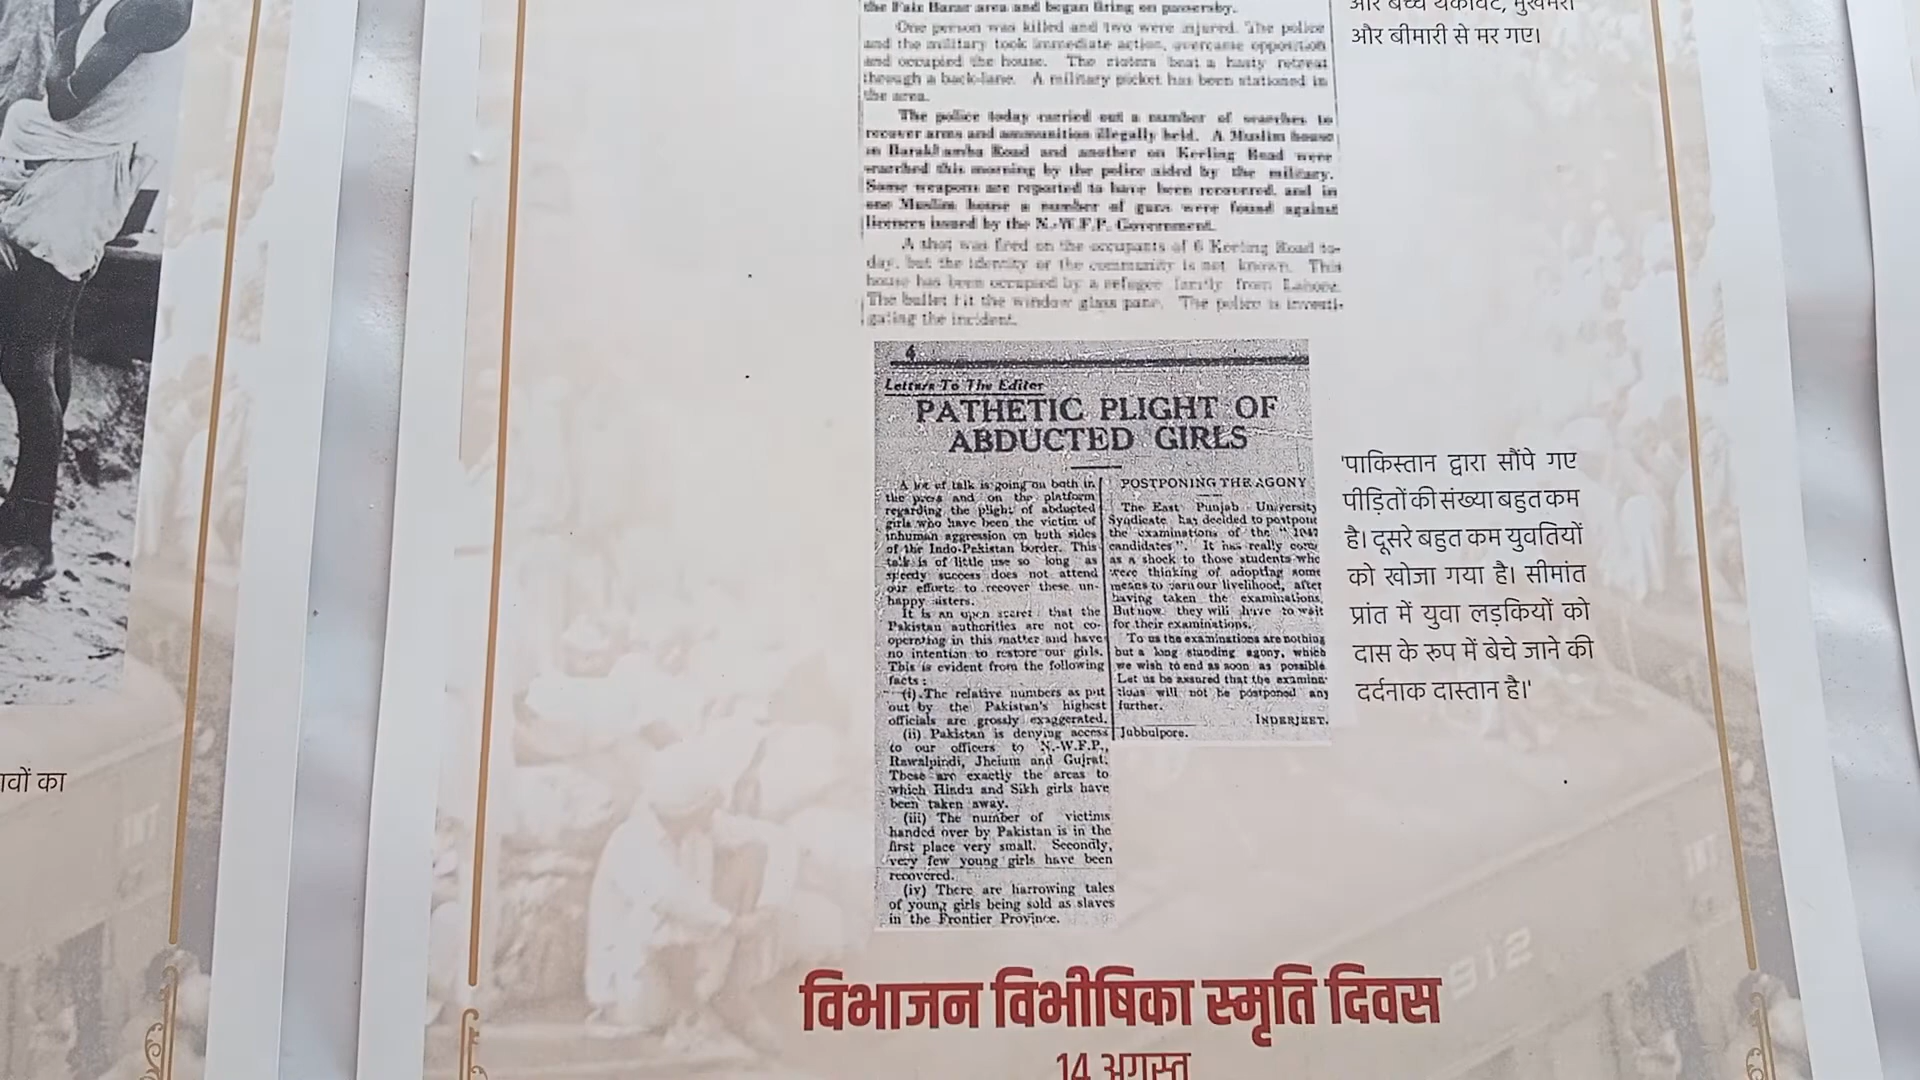 the Faiz Bazar area and began firing on passersby.
One person was killed and two were injured. The police
and the military took immediate action, overcame opposition
and occupied the house. The rioters beat a hasty retreat
through a back-lane. A military picket has been stationed in
the area.
The police today carried out a number of searches to
recover arms and ammunition illegally held. A Muslim house
in Barakhamba Road and another on Keeling Road were
searched this morning by the police aided by the military.
Some weapons are reported to have been recovered, and in
one Muslim house a number of guns were found against
licences issued by the N.-W.F.P. Government.
A shot was fired on the occupants of 6 Keeling Road to-
day, but the identity or the community is not known. This
house has been occupied by a refugee family from Lahore.
The bullet hit the window glass pane. The police is investi-
gating the incident.
और बच्चे थकावट, भुखमरी
और बीमारी से मर गए।
4
Letters To The Editor
PATHETIC PLIGHT OF
ABDUCTED GIRLS
A lot of talk is going on both in
the press and on the platform
regarding the plight of abducted
girls who have been the victim of
inhuman aggression on both sides
of the Indo-Pakistan border. This
talk is of little use so long as
speedy success does not attend
our efforts to recover these un-
happy sisters.
It is an open secret that the
Pakistan authorities are not co-
operating in this matter and have
no intention to restore our girls.
This is evident from the following
facts :
(i) The relative numbers as put
out by the Pakistan's highest
officials are grossly exaggerated.
(ii) Pakistan is denying access
to our officers to N.-W.F.P.,
Rawalpindi, Jhelum and Gujrat.
These are exactly the areas to
which Hindu and Sikh girls have
been taken away.
(iii) The number of victims
handed over by Pakistan is in the
first place very small. Secondly,
very few young girls have been
recovered.
(iv) There are harrowing tales
of young girls being sold as slaves
in the Frontier Province.
POSTPONING THE AGONY
The East Punjab University
Syndicate has decided to postpone
the examinations of the "1947
candidates". It has really come
as a shock to those students who
were thinking of adopting some
means to earn our livelihood, after
having taken the examinations.
But now they will have to wait
for their examinations.
To us the examinations are nothing
but a long standing agony, which
we wish to end as soon as possible
Let us be assured that the examina-
tions will not be postponed any
further.
INDERJEET.
Jubbulpore.
'पाकिस्तान द्वारा सौंपे गए
पीड़ितों की संख्या बहुत कम
है। दूसरे बहुत कम युवतियों
को खोजा गया है। सीमांत
प्रांत में युवा लड़कियों को
दास के रूप में बेचे जाने की
दर्दनाक दास्तान है।'
विभाजन विभीषिका स्मृति दिवस
14 अगस्त